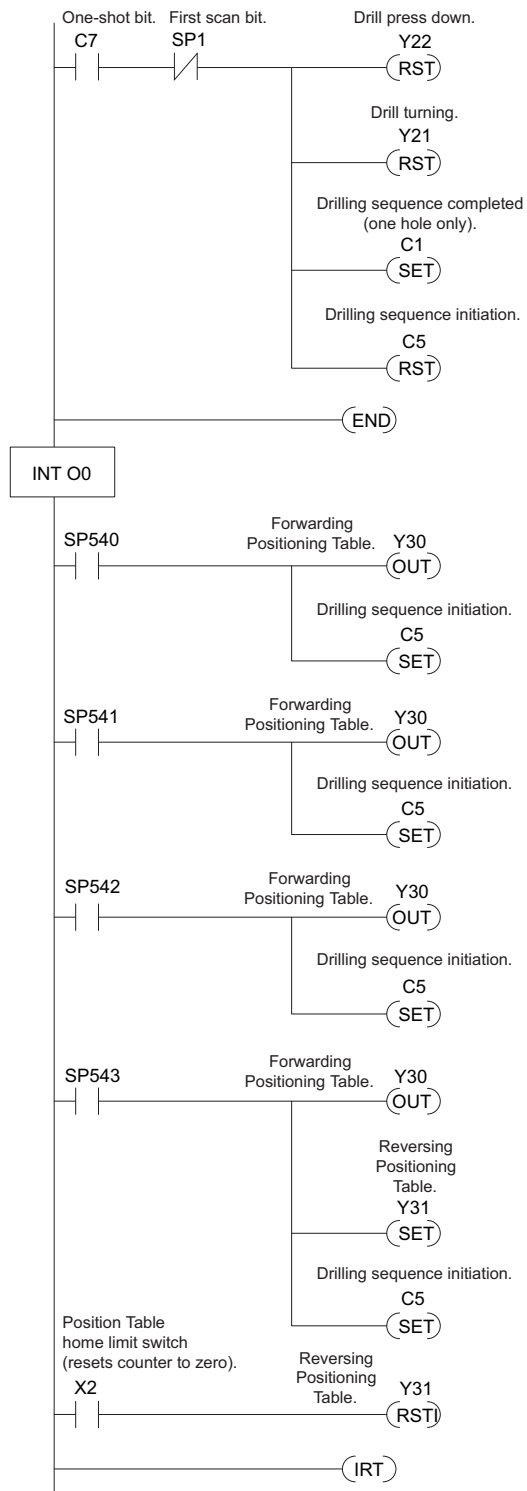 One-shot bit. First scan bit. Drill press down.
C7 SP1 Y22
RST
Drill turning.
Y21
RST
Drilling sequence completed
(one hole only).
C1
SET
Drilling sequence initiation.
C5
RST
END
INT O0
Forwarding
SP540 Positioning Table. Y30
OUT
Drilling sequence initiation.
C5
SET
Forwarding
SP541 Positioning Table. Y30
OUT
Drilling sequence initiation.
C5
SET
Forwarding
SP542 Positioning Table. Y30
OUT
Drilling sequence initiation.
C5
SET
Forwarding
SP543 Positioning Table. Y30
OUT
Reversing
Positioning
Table.
Y31
SET
Drilling sequence initiation.
C5
SET
Position Table
home limit switch
(resets counter to zero).
Reversing
Positioning
Table.
X2 Y31
RSTI
IRT